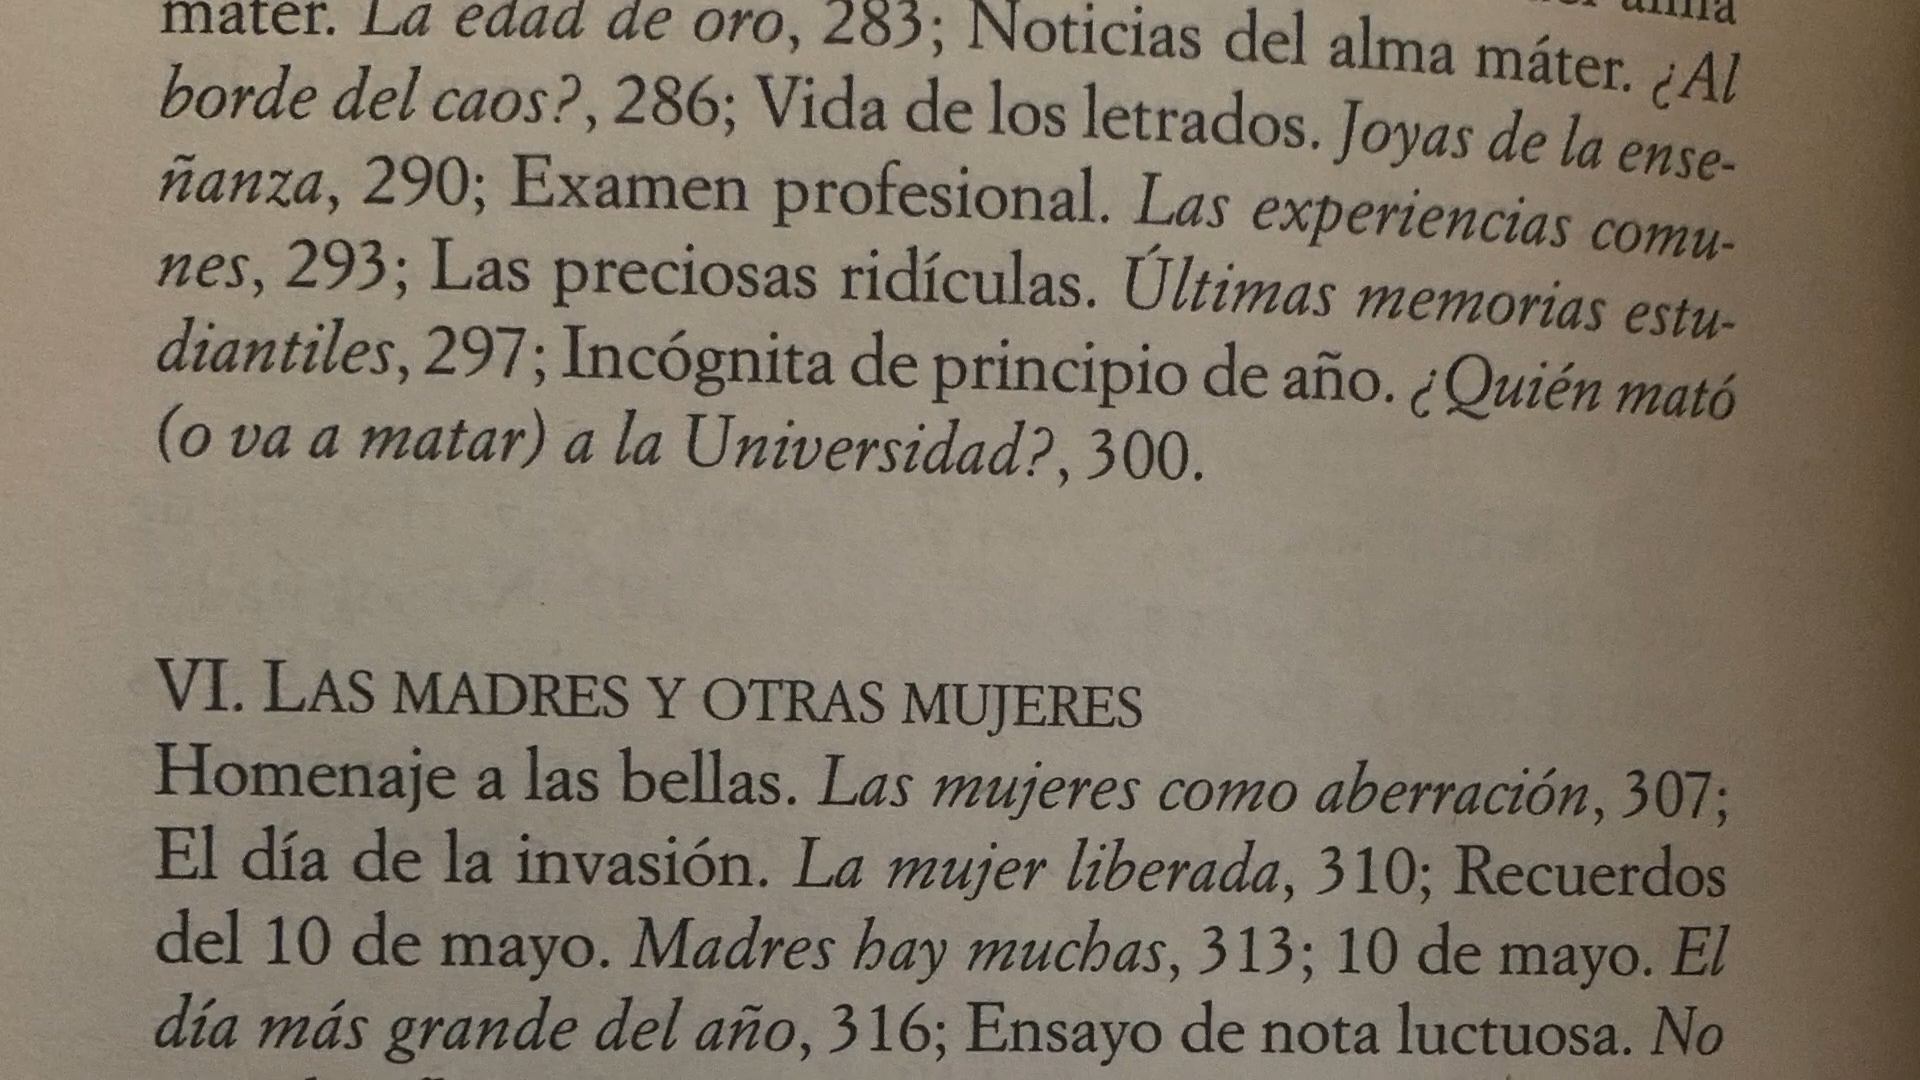 alma
máter. La edad de oro, 283; Noticias del alma máter. ¿Al
borde del caos?, 286; Vida de los letrados. Joyas de la ense-
ñanza, 290; Examen profesional. Las experiencias comu-
nes, 293; Las preciosas ridículas. Últimas memorias estu-
diantiles, 297; Incógnita de principio de año. ¿Quién mató
(o va a matar) a la Universidad?, 300.
VI. LAS MADRES Y OTRAS MUJERES
Homenaje a las bellas. Las mujeres como aberración, 307;
El día de la invasión. La mujer liberada, 310; Recuerdos
del 10 de mayo. Madres hay muchas, 313; 10 de mayo. El
día más grande del año, 316; Ensayo de nota luctuosa. No